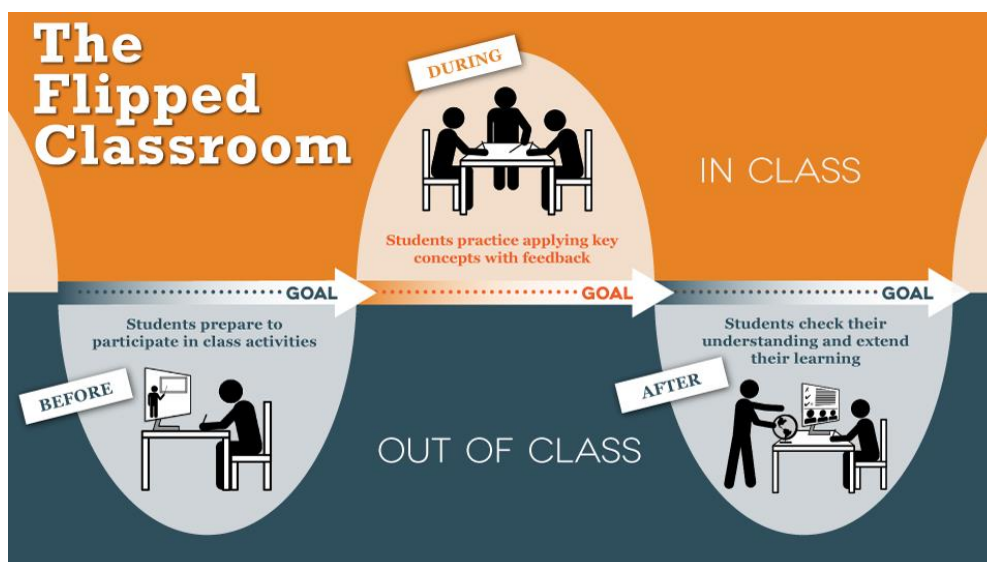 The
Flipped
Classroom
DURING
IN CLASS
Students practice applying key
concepts with feedback
GOAL
GOAL
GOAL
Students prepare to
participate in class activities
BEFORE
OUT OF CLASS
Students check their
understanding and extend
their learning
AFTER